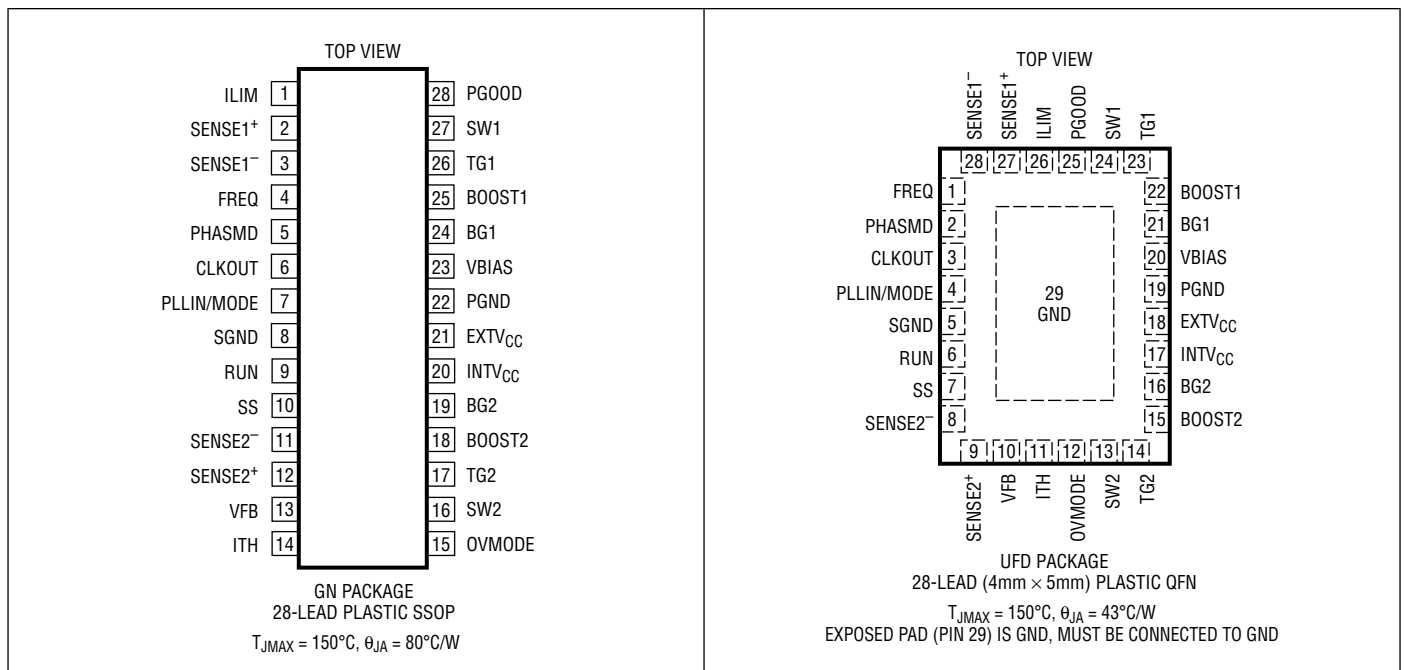 TOP VIEW
ILIM 1
SENSE1+ 2
SENSE1− 3
FREQ 4
PHASMD 5
CLKOUT 6
PLLIN/MODE 7
SGND 8
RUN 9
SS 10
SENSE2− 11
SENSE2+ 12
VFB 13
ITH 14
28 PGOOD
27 SW1
26 TG1
25 BOOST1
24 BG1
23 VBIAS
22 PGND
21 EXTVCC
20 INTVCC
19 BG2
18 BOOST2
17 TG2
16 SW2
15 OVMODE
GN PACKAGE
28-LEAD PLASTIC SSOP
TJMAX = 150°C, θJA = 80°C/W
TOP VIEW
SENSE1−
SENSE1+
ILIM
PGOOD
SW1
TG1
28 27 26 25 24 23
FREQ 1
PHASMD 2
CLKOUT 3
PLLIN/MODE 4
SGND 5
RUN 6
SS 7
SENSE2− 8
29
GND
22 BOOST1
21 BG1
20 VBIAS
19 PGND
18 EXTVCC
17 INTVCC
16 BG2
15 BOOST2
9 10 11 12 13 14
SENSE2+
VFB
ITH
OVMODE
SW2
TG2
UFD PACKAGE
28-LEAD (4mm × 5mm) PLASTIC QFN
TJMAX = 150°C, θJA = 43°C/W
EXPOSED PAD (PIN 29) IS GND, MUST BE CONNECTED TO GND